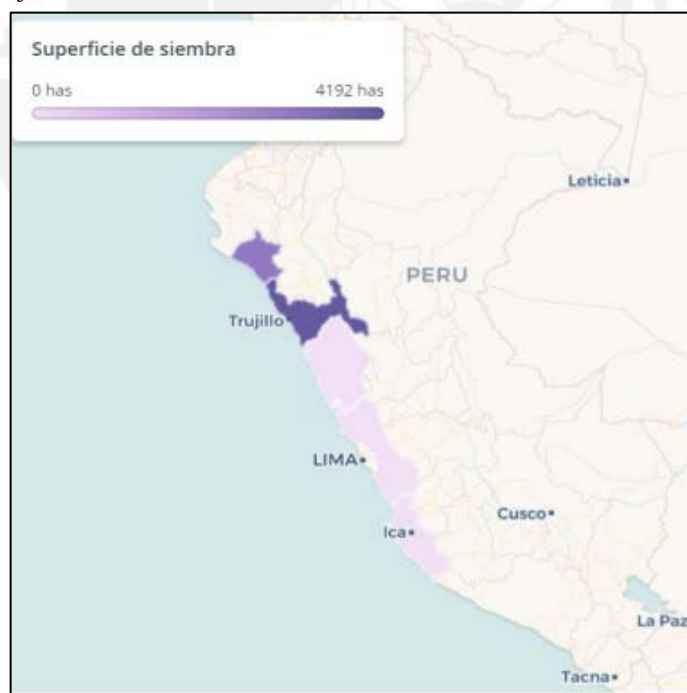 Superficie de siembra
0 has 4192 has
Leticia
PERU
Trujillo
LIMA
Cusco
Ica
La Paz
Tacna